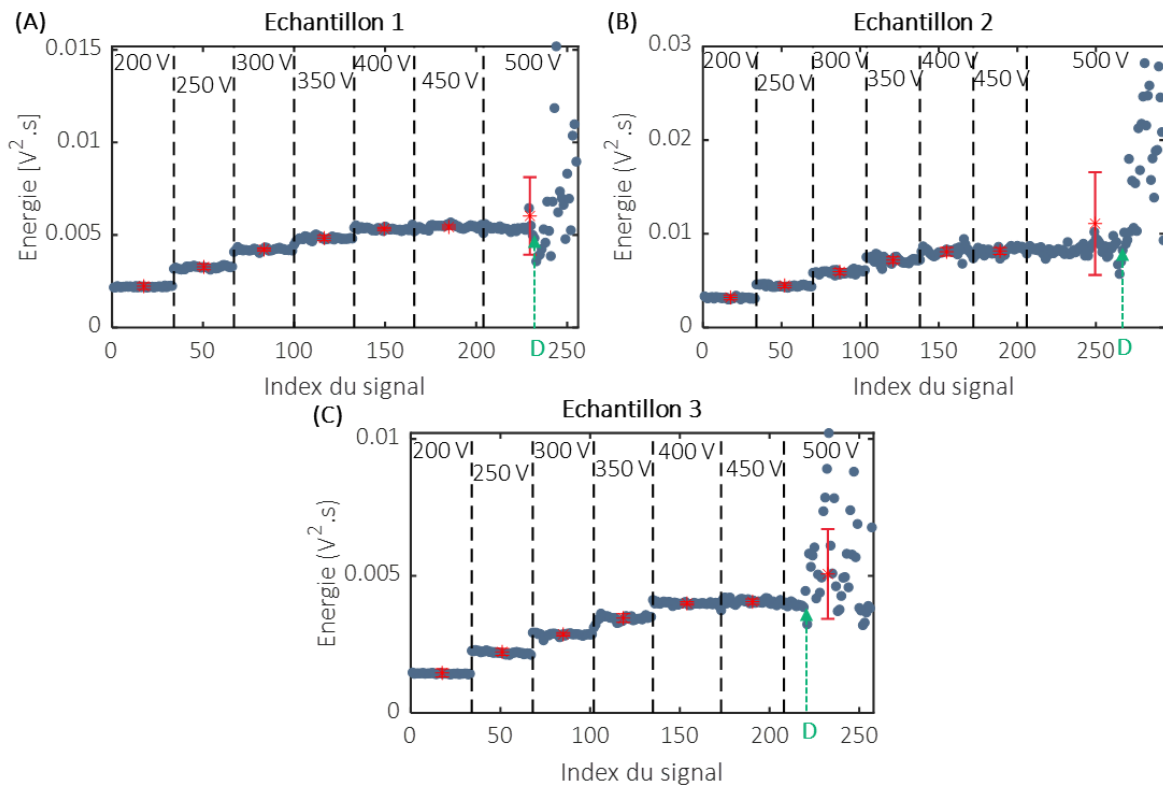 (A) Echantillon 1
Energie [V².s]
0.015
0.01
0.005
0
200 V 250 V 300 V 350 V 400 V 450 V 500 V
D
0 50 100 150 200 250
Index du signal
(B) Echantillon 2
Energie (V².s)
0.03
0.02
0.01
0
200 V 250 V 300 V 350 V 400 V 450 V 500 V
D
0 50 100 150 200 250
Index du signal
(C) Echantillon 3
Energie (V².s)
0.01
0.005
0
200 V 250 V 300 V 350 V 400 V 450 V 500 V
D
0 50 100 150 200 250
Index du signal